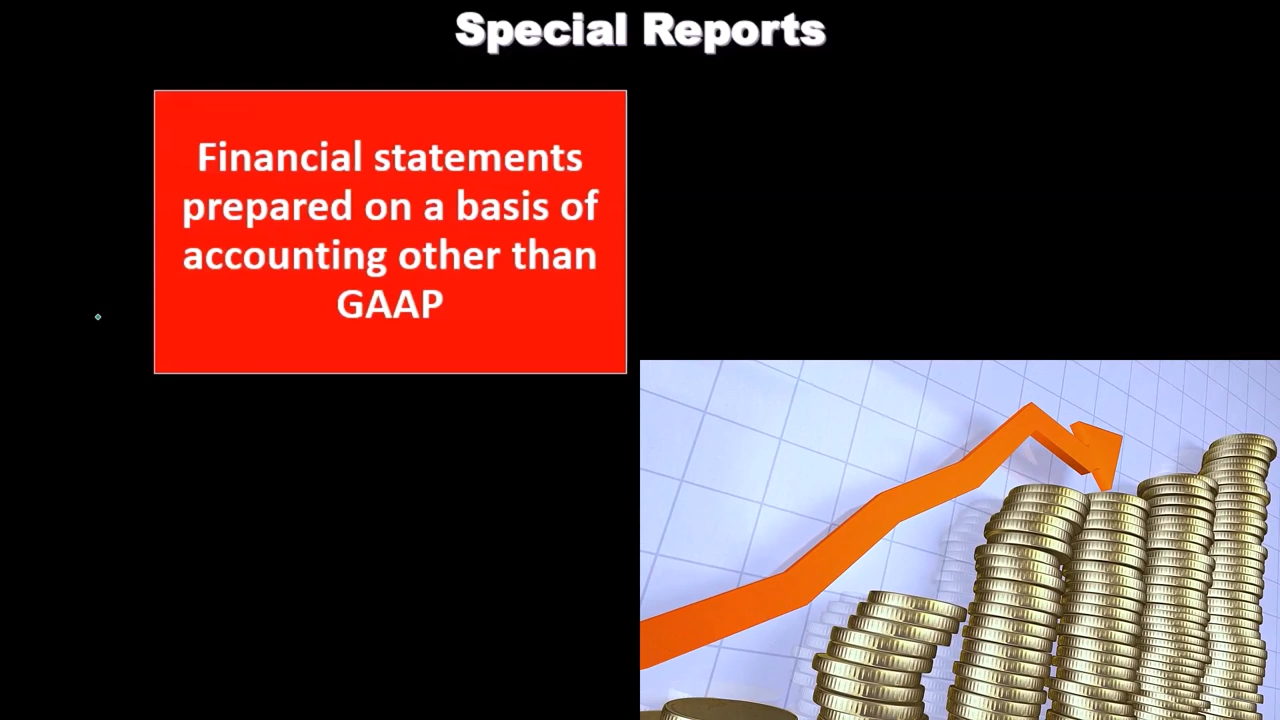 Special Reports
Financial statements
prepared on a basis of
accounting other than
GAAP